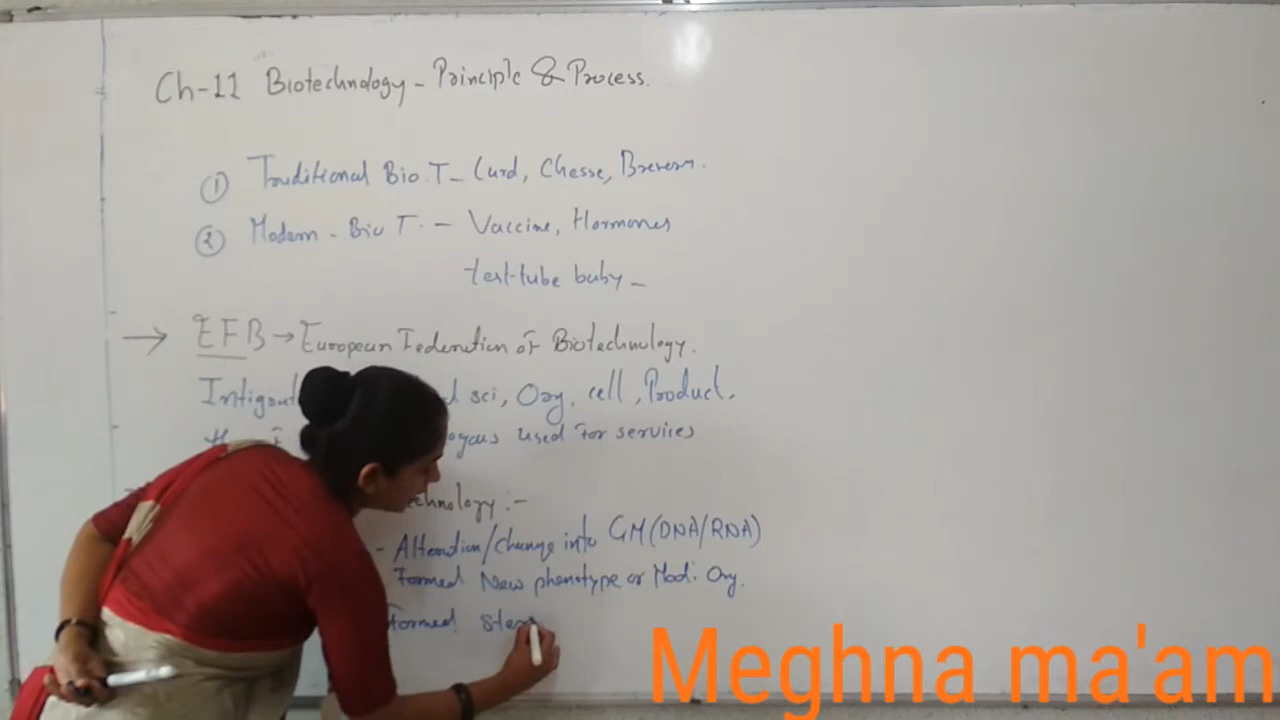 Ch-11 Biotechnology - Principle & Process.
① Traditional Bio.T - Curd, Chesse,
② Modern - Bio T. - Vaccine, Hormones
test-tube baby -
→ EFB → European Federation of Biotechnology.
sci, Org. cell, Product,
used for services
chnology :-
- Alteration/change into GM (DNA/RNA)
Formed New phenotype or Modi. Org.
Formed ste
Meghna ma'am